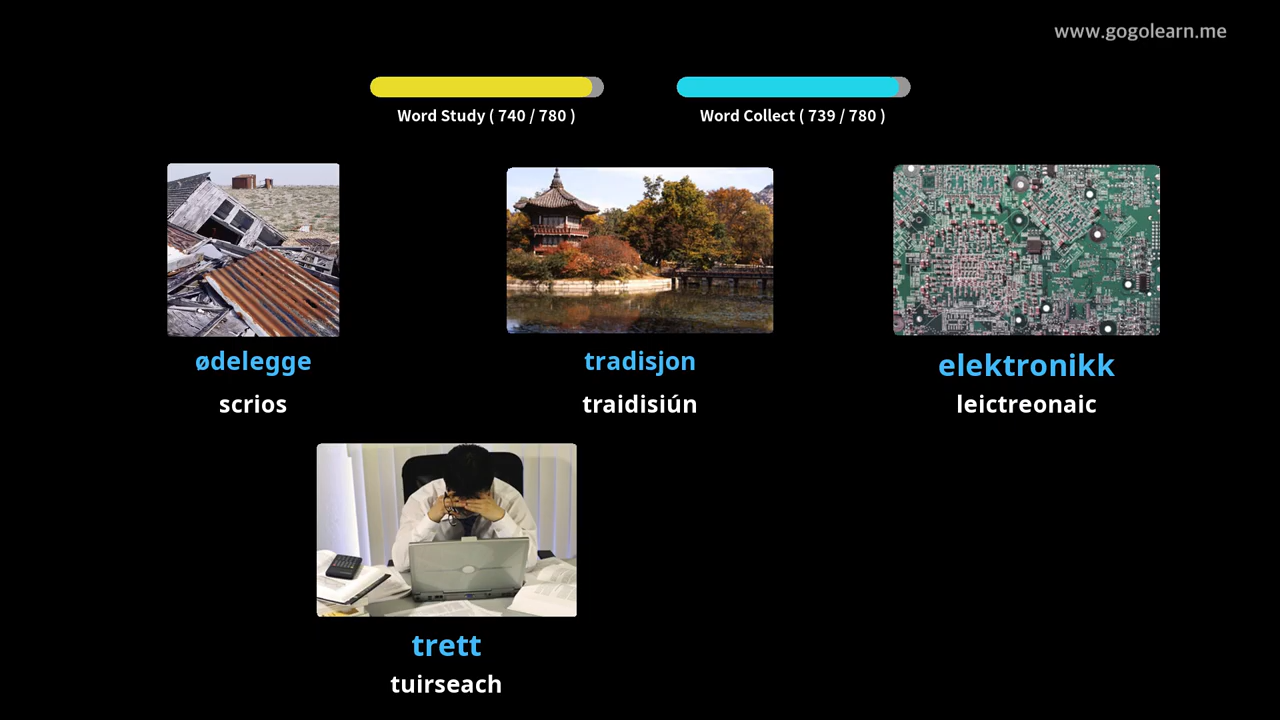 www.gogolearn.me
Word Study ( 740 / 780 )
Word Collect ( 739 / 780 )
ødelegge
tradisjon
elektronikk
scrios
traidisiún
leictreonaic
trett
tuirseach